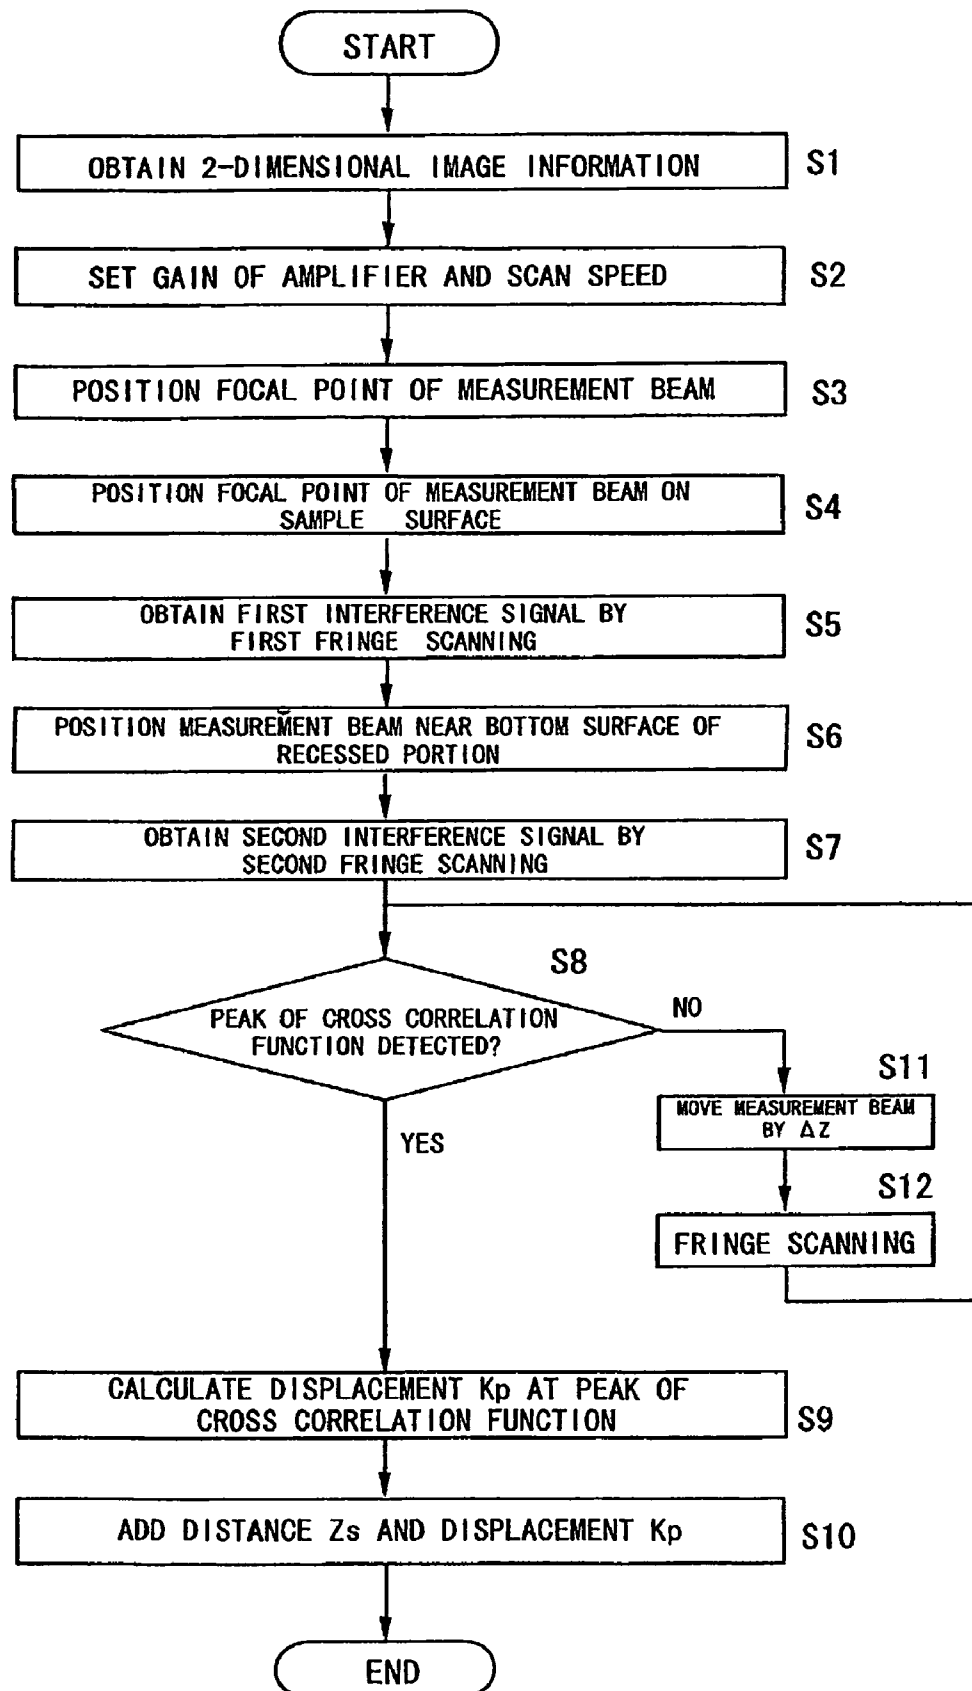 START
OBTAIN 2-DIMENSIONAL IMAGE INFORMATION
S1
SET GAIN OF AMPLIFIER AND SCAN SPEED
S2
POSITION FOCAL POINT OF MEASUREMENT BEAM
S3
POSITION FOCAL POINT OF MEASUREMENT BEAM ON
SAMPLE SURFACE
S4
OBTAIN FIRST INTERFERENCE SIGNAL BY
FIRST FRINGE SCANNING
S5
POSITION MEASUREMENT BEAM NEAR BOTTOM SURFACE OF
RECESSED PORTION
S6
OBTAIN SECOND INTERFERENCE SIGNAL BY
SECOND FRINGE SCANNING
S7
S8
PEAK OF CROSS CORRELATION
FUNCTION DETECTED?
NO
S11
MOVE MEASUREMENT BEAM
BY ΔZ
YES
S12
FRINGE SCANNING
CALCULATE DISPLACEMENT Kp AT PEAK OF
CROSS CORRELATION FUNCTION
S9
ADD DISTANCE Zs AND DISPLACEMENT Kp
S10
END